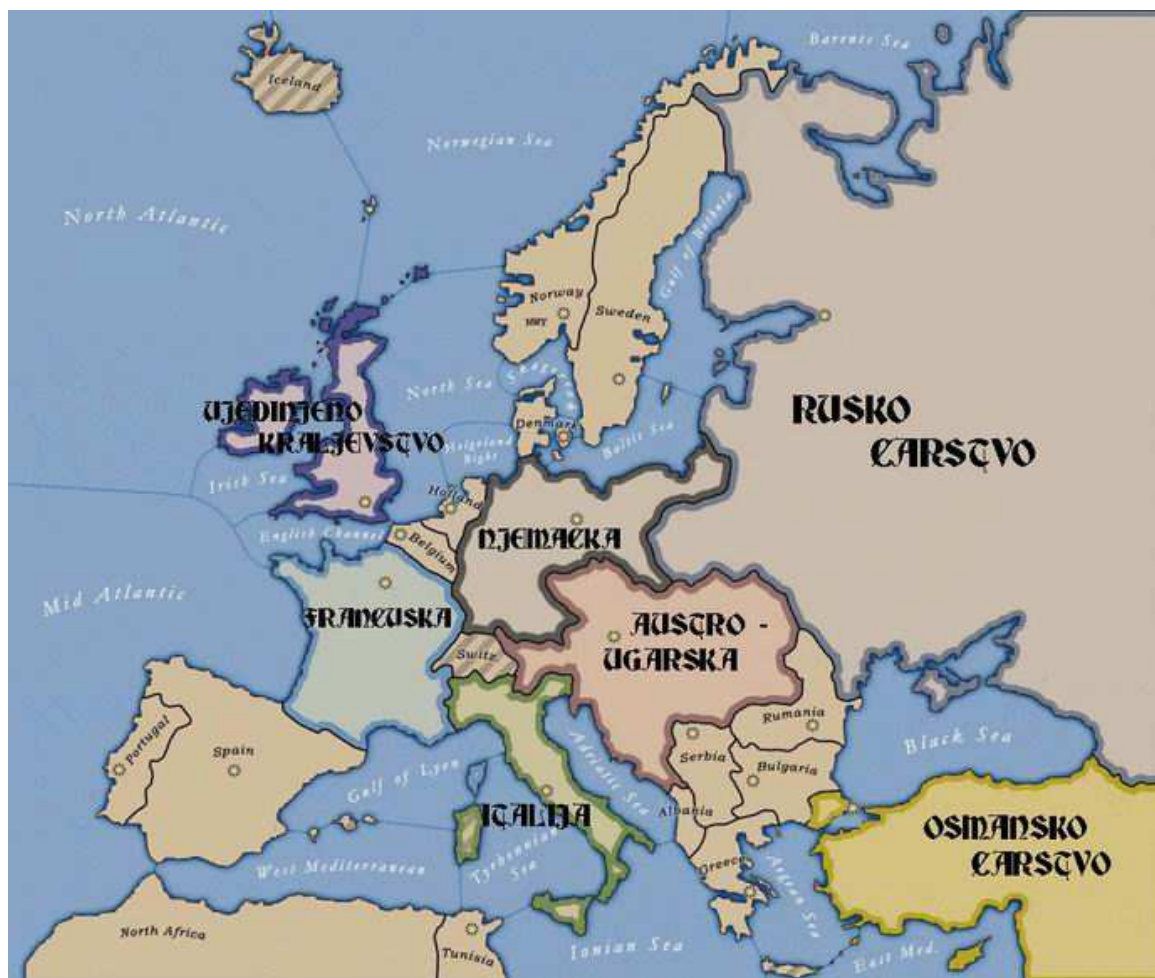 Barents Sea
Iceland
Norwegian Sea
North Atlantic
Gulf of Bothnia
Norway
NWY
Sweden
North Sea
Skagerrak
UJEDINJENO
KRALJEVSTVO
RUSKO
CARSTVO
Denmark
Baltic Sea
Helgoland
Bight
Irish Sea
Holland
English Channel
Belgium
NJEMAČKA
Mid Atlantic
FRANCUSKA
AUSTRO -
UGARSKA
Switz.
Portugal
Spain
Rumania
Black Sea
Serbia
Bulgaria
Gulf of Lyon
Adriatic Sea
ITALIJA
Albania
OSMANSKO
CARSTVO
West Mediterranean
Tyrhennian
Sea
Greece
Aegean Sea
North Africa
Tunisia
Ionian Sea
East Med.